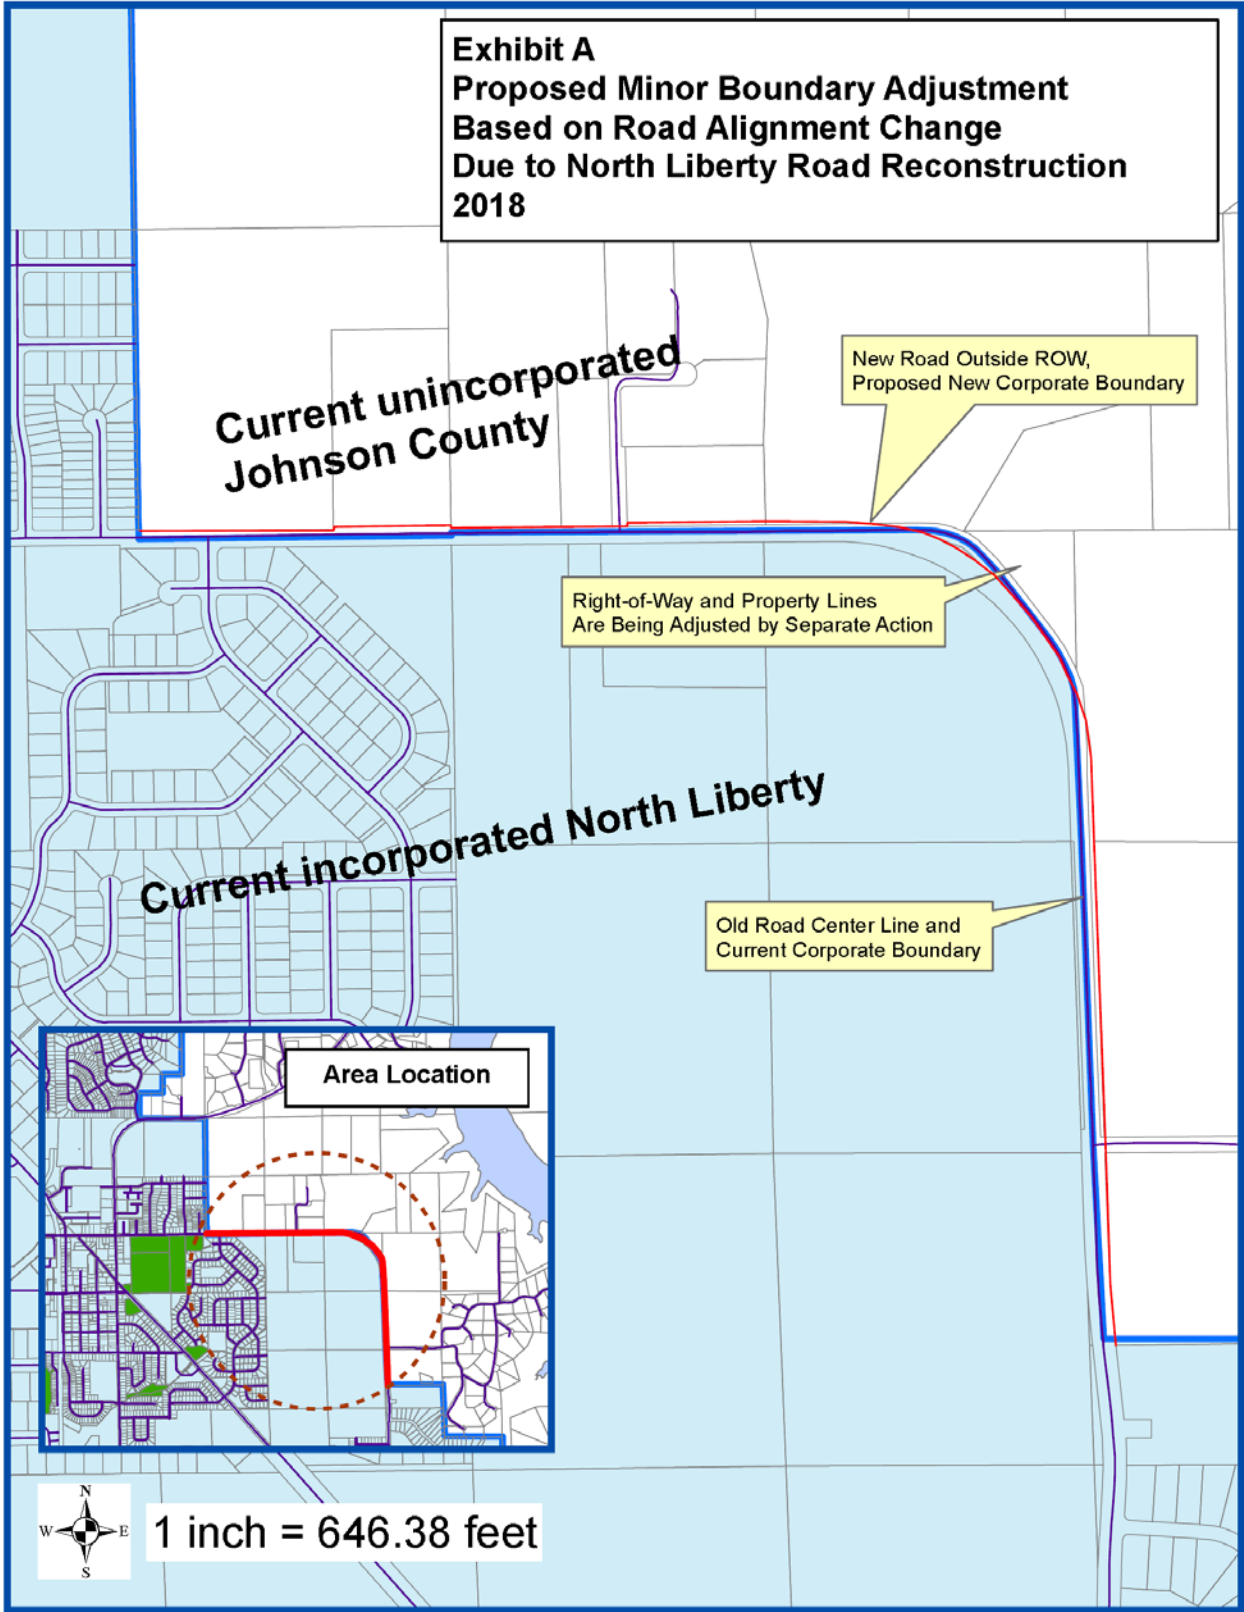 Exhibit A
Proposed Minor Boundary Adjustment
Based on Road Alignment Change
Due to North Liberty Road Reconstruction
2018
Current unincorporated
Johnson County
New Road Outside ROW,
Proposed New Corporate Boundary
Right-of-Way and Property Lines
Are Being Adjusted by Separate Action
Current incorporated North Liberty
Old Road Center Line and
Current Corporate Boundary
Area Location
N
W E
S
1 inch = 646.38 feet